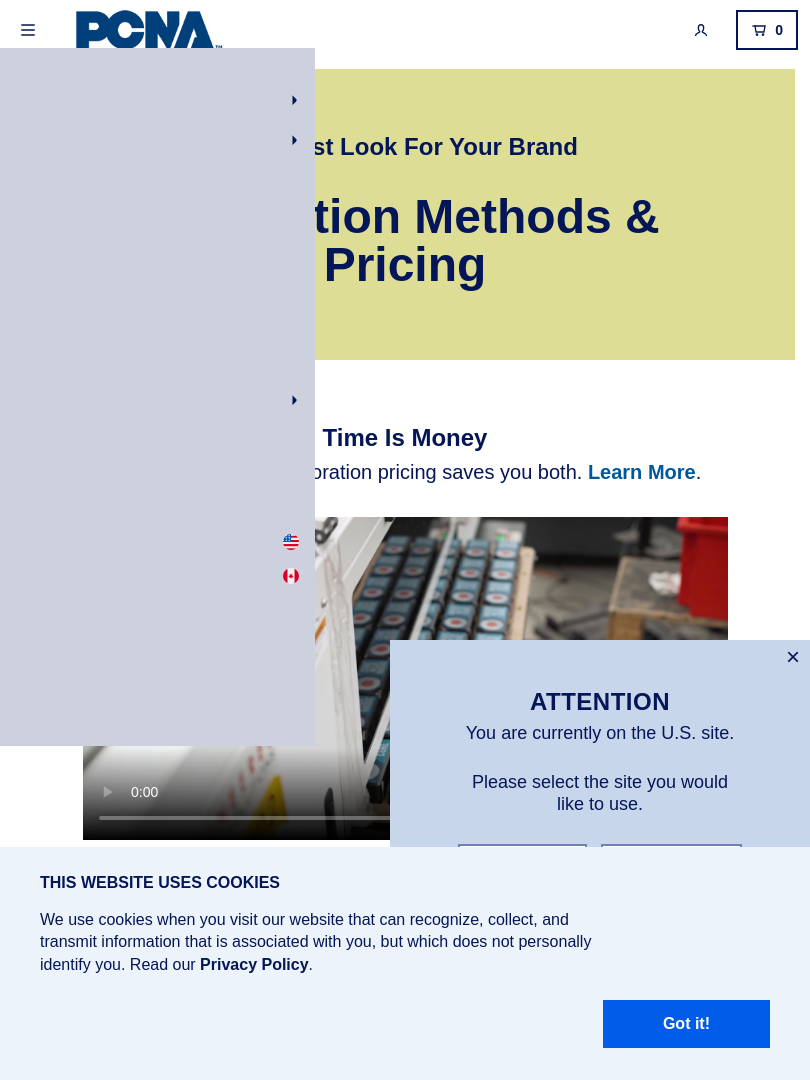 PCNA™
0
st Look For Your Brand
tion Methods &
Pricing
Time Is Money
oration pricing saves you both. Learn More.
ATTENTION
You are currently on the U.S. site.
Please select the site you would
like to use.
0:00
THIS WEBSITE USES COOKIES
We use cookies when you visit our website that can recognize, collect, and
transmit information that is associated with you, but which does not personally
identify you. Read our Privacy Policy.
Got it!